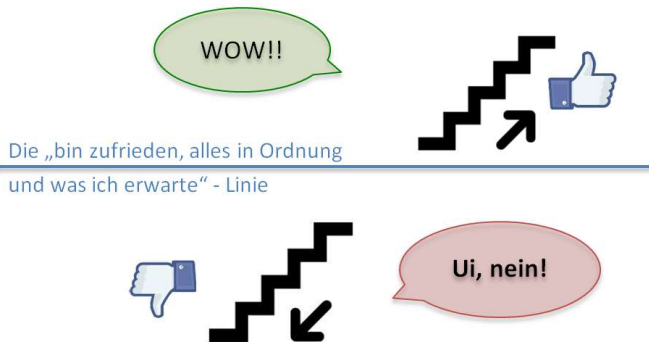 WOW!!
Die „bin zufrieden, alles in Ordnung
und was ich erwarte“ - Linie
Ui, nein!